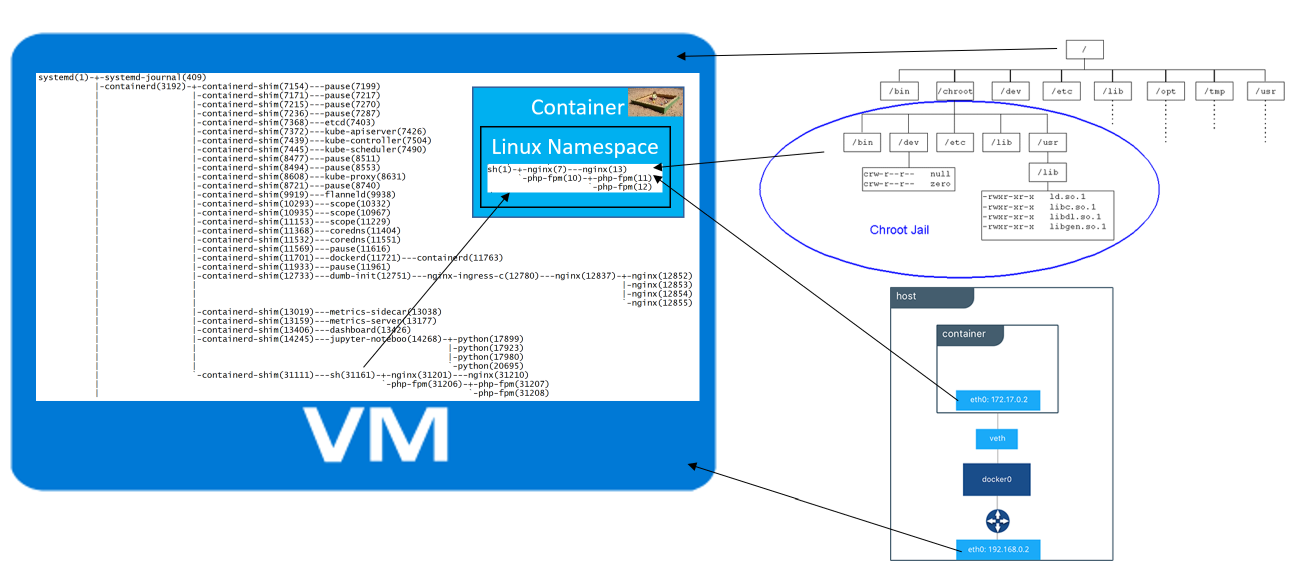 systemd(1)-+-systemd-journal(409)
|-containerd(3192)-+-containerd-shim(7154)---pause(7199)
| |-containerd-shim(7171)---pause(7217)
| |-containerd-shim(7215)---pause(7270)
| |-containerd-shim(7236)---pause(7287)
| |-containerd-shim(7368)---etcd(7403)
| |-containerd-shim(7372)---kube-apiserver(7426)
| |-containerd-shim(7439)---kube-controller(7504)
| |-containerd-shim(7445)---kube-scheduler(7490)
| |-containerd-shim(8477)---pause(8511)
| |-containerd-shim(8494)---pause(8553)
| |-containerd-shim(8608)---kube-proxy(8631)
| |-containerd-shim(8721)---pause(8740)
| |-containerd-shim(9919)---flanneld(9938)
| |-containerd-shim(10293)---scope(10332)
| |-containerd-shim(10935)---scope(10967)
| |-containerd-shim(11153)---scope(11229)
| |-containerd-shim(11368)---coredns(11404)
| |-containerd-shim(11532)---coredns(11551)
| |-containerd-shim(11569)---pause(11616)
| |-containerd-shim(11701)---dockerd(11721)---containerd(11763)
| |-containerd-shim(11933)---pause(11961)
| |-containerd-shim(12733)---dumb-init(12751)---nginx-ingress-c(12780)---nginx(12837)-+-nginx(12852)
| | |-nginx(12853)
| | |-nginx(12854)
| | `-nginx(12855)
| |-containerd-shim(13019)---metrics-sidecar(13038)
| |-containerd-shim(13159)---metrics-server(13177)
| |-containerd-shim(13406)---dashboard(13426)
| |-containerd-shim(14245)---jupyter-noteboo(14268)-+-python(17899)
| | |-python(17923)
| | |-python(17980)
| | `-python(20695)
| `-containerd-shim(31111)---sh(31161)-+-nginx(31201)---nginx(31210)
| `-php-fpm(31206)-+-php-fpm(31207)
| `-php-fpm(31208)
VM
Container
Linux Namespace
sh(1)-+-nginx(7)---nginx(13)
`-php-fpm(10)-+-php-fpm(11)
`-php-fpm(12)
/
/bin /chroot /dev /etc /lib /opt /tmp /usr
/bin /dev /etc /lib /usr
/lib
crw-r--r-- null
crw-r--r-- zero
-rwxr-xr-x ld.so.1
-rwxr-xr-x libc.so.1
-rwxr-xr-x libdl.so.1
-rwxr-xr-x libgen.so.1
Chroot Jail
host
container
eth0: 172.17.0.2
veth
docker0
eth0: 192.168.0.2